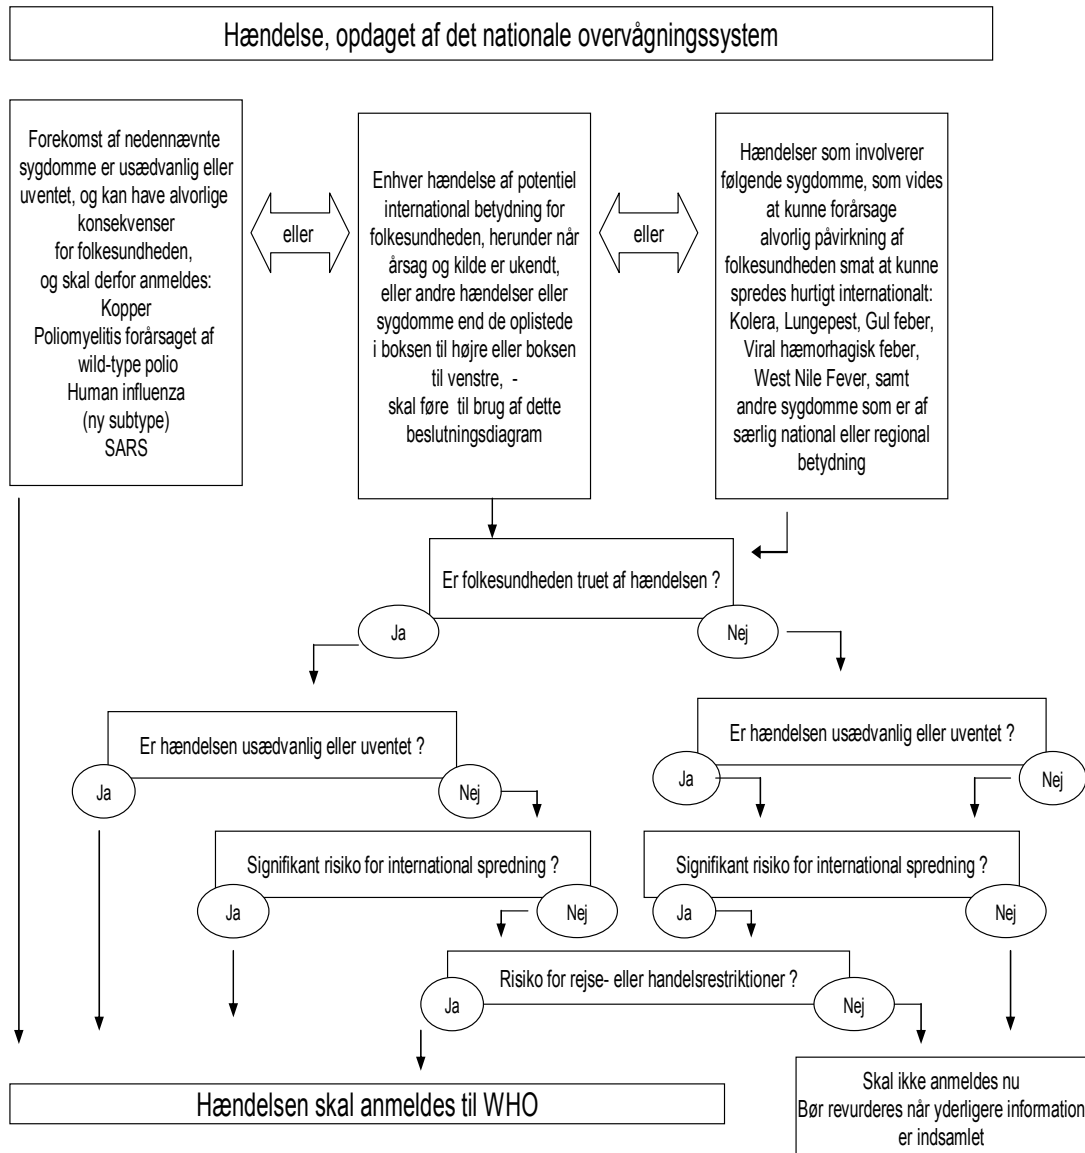 Hændelse, opdaget af det nationale overvågningssystem
Forekomst af nedennævnte
sygdomme er usædvanlig eller
uventet, og kan have alvorlige
konsekvenser
for folkesundheden,
og skal derfor anmeldes:
Kopper
Poliomyelitis forårsaget af
wild-type polio
Human influenza
(ny subtype)
SARS
eller
Enhver hændelse af potentiel
international betydning for
folkesundheden, herunder når
årsag og kilde er ukendt,
eller andre hændelser eller
sygdomme end de oplistede
i boksen til højre eller boksen
til venstre, -
skal føre til brug af dette
beslutningsdiagram
eller
Hændelser som involverer
følgende sygdomme, som vides
at kunne forårsage
alvorlig påvirkning af
folkesundheden smat at kunne
spredes hurtigt internationalt:
Kolera, Lungepest, Gul feber,
Viral hæmorhagisk feber,
West Nile Fever, samt
andre sygdomme som er af
særlig national eller regional
betydning
Er folkesundheden truet af hændelsen ?
Ja
Nej
Er hændelsen usædvanlig eller uventet ?
Ja
Nej
Er hændelsen usædvanlig eller uventet ?
Ja
Nej
Signifikant risiko for international spredning ?
Ja
Nej
Signifikant risiko for international spredning ?
Ja
Nej
Risiko for rejse- eller handelsrestriktioner ?
Ja
Nej
Hændelsen skal anmeldes til WHO
Skal ikke anmeldes nu
Bør revurderes når yderligere information
er indsamlet